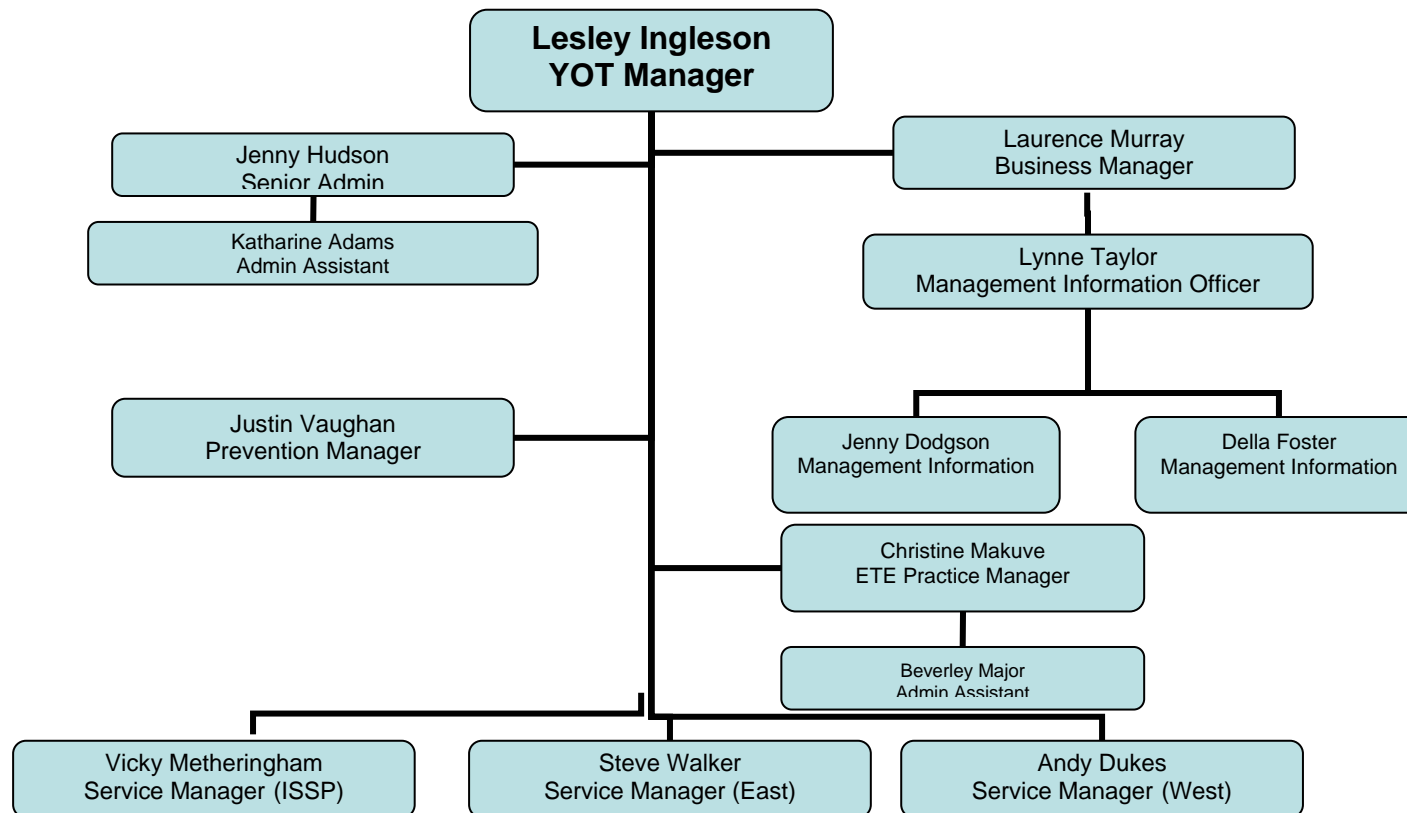 Lesley Ingleson
YOT Manager
Jenny Hudson
Senior Admin
Laurence Murray
Business Manager
Katharine Adams
Admin Assistant
Lynne Taylor
Management Information Officer
Justin Vaughan
Prevention Manager
Jenny Dodgson
Management Information
Della Foster
Management Information
Christine Makuve
ETE Practice Manager
Beverley Major
Admin Assistant
Vicky Metheringham
Service Manager (ISSP)
Steve Walker
Service Manager (East)
Andy Dukes
Service Manager (West)